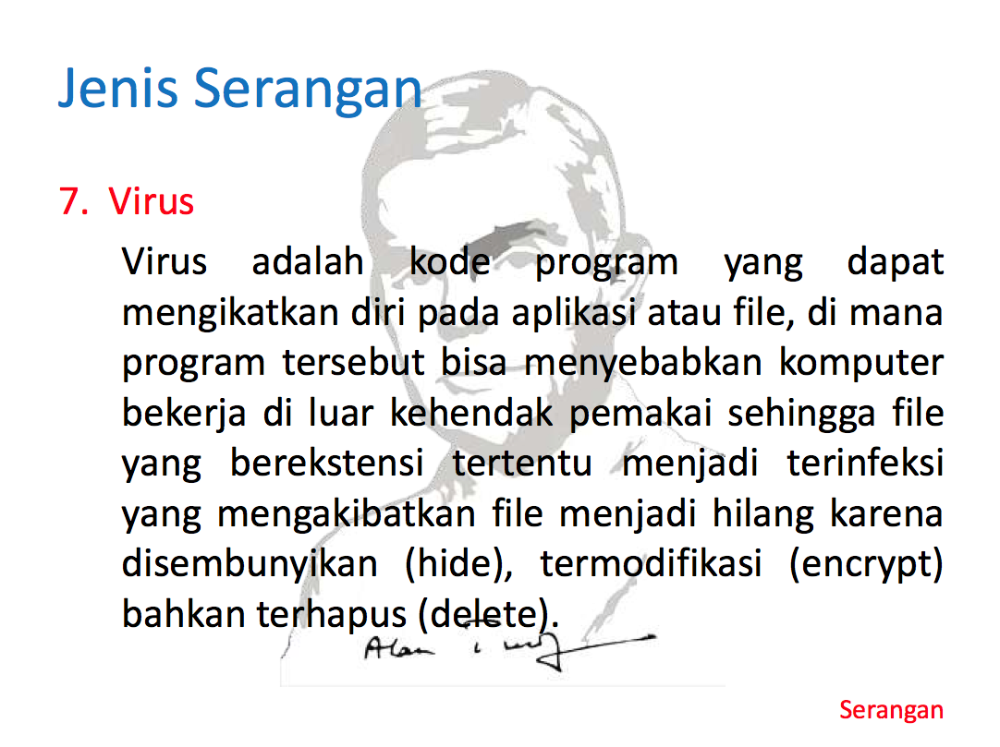 Jenis Serangan
7. Virus
Virus adalah kode program yang dapat
mengikatkan diri pada aplikasi atau file, di mana
program tersebut bisa menyebabkan komputer
bekerja di luar kehendak pemakai sehingga file
yang berekstensi tertentu menjadi terinfeksi
yang mengakibatkan file menjadi hilang karena
disembunyikan (hide), termodifikasi (encrypt)
bahkan terhapus (delete).
Alan
Serangan